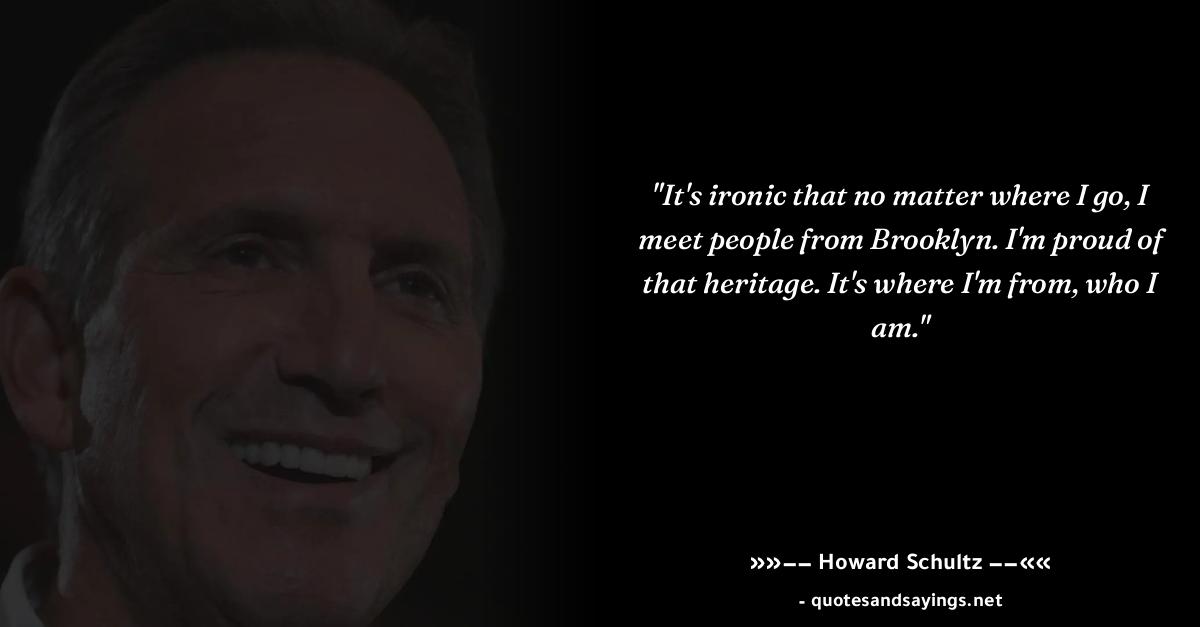 "It's ironic that no matter where I go, I
meet people from Brooklyn. I'm proud of
that heritage. It's where I'm from, who I
am."
»»–– Howard Schultz ––««
- quotesandsayings.net